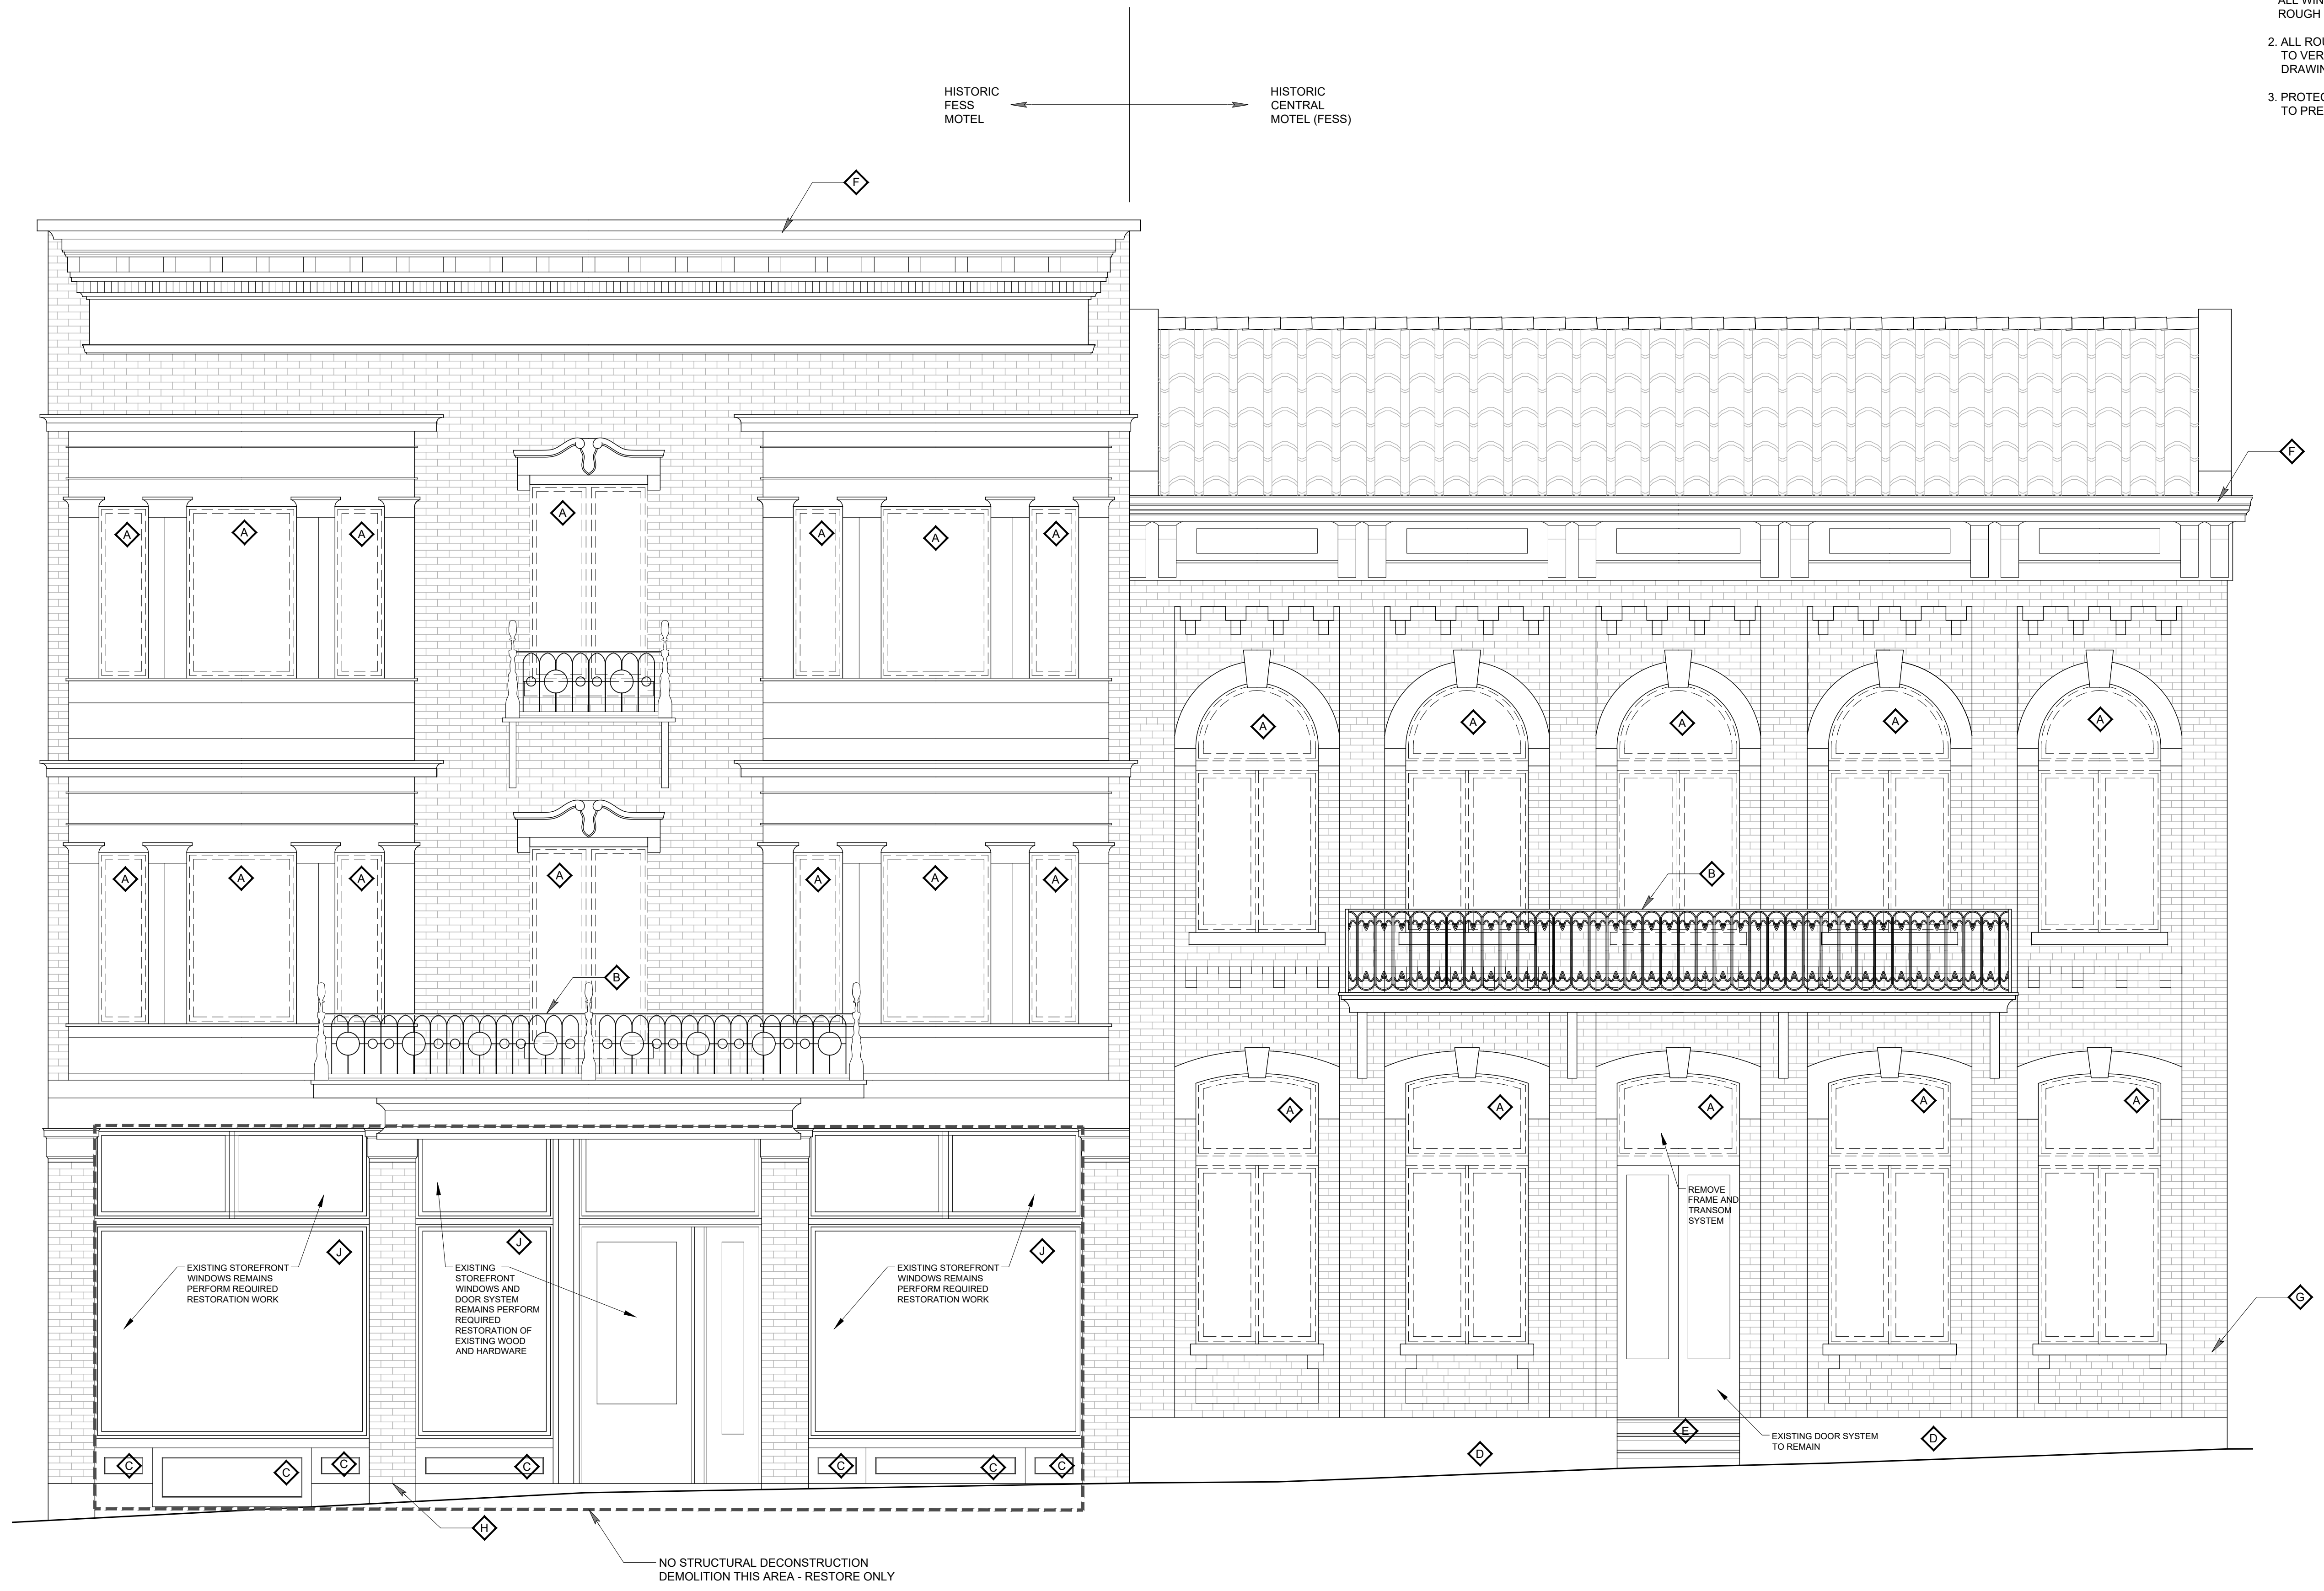 ALL WIN
ROUGH
2. ALL ROU
TO VER
DRAWIN
3. PROTEC
TO PRE
HISTORIC
FESS
MOTEL
HISTORIC
CENTRAL
MOTEL (FESS)
F
F
A
A
A
A
A
A
A
A
A
A
A
A
B
A
A
A
A
A
A
A
B
A
A
A
A
A
REMOVE
FRAME AND
TRANSOM
SYSTEM
J
J
J
EXISTING STOREFRONT
WINDOWS REMAINS
PERFORM REQUIRED
RESTORATION WORK
EXISTING
STOREFRONT
WINDOWS AND
DOOR SYSTEM
REMAINS PERFORM
REQUIRED
RESTORATION OF
EXISTING WOOD
AND HARDWARE
EXISTING STOREFRONT
WINDOWS REMAINS
PERFORM REQUIRED
RESTORATION WORK
G
E
EXISTING DOOR SYSTEM
TO REMAIN
D
D
C
C
C
C
C
C
C
H
NO STRUCTURAL DECONSTRUCTION
DEMOLITION THIS AREA - RESTORE ONLY